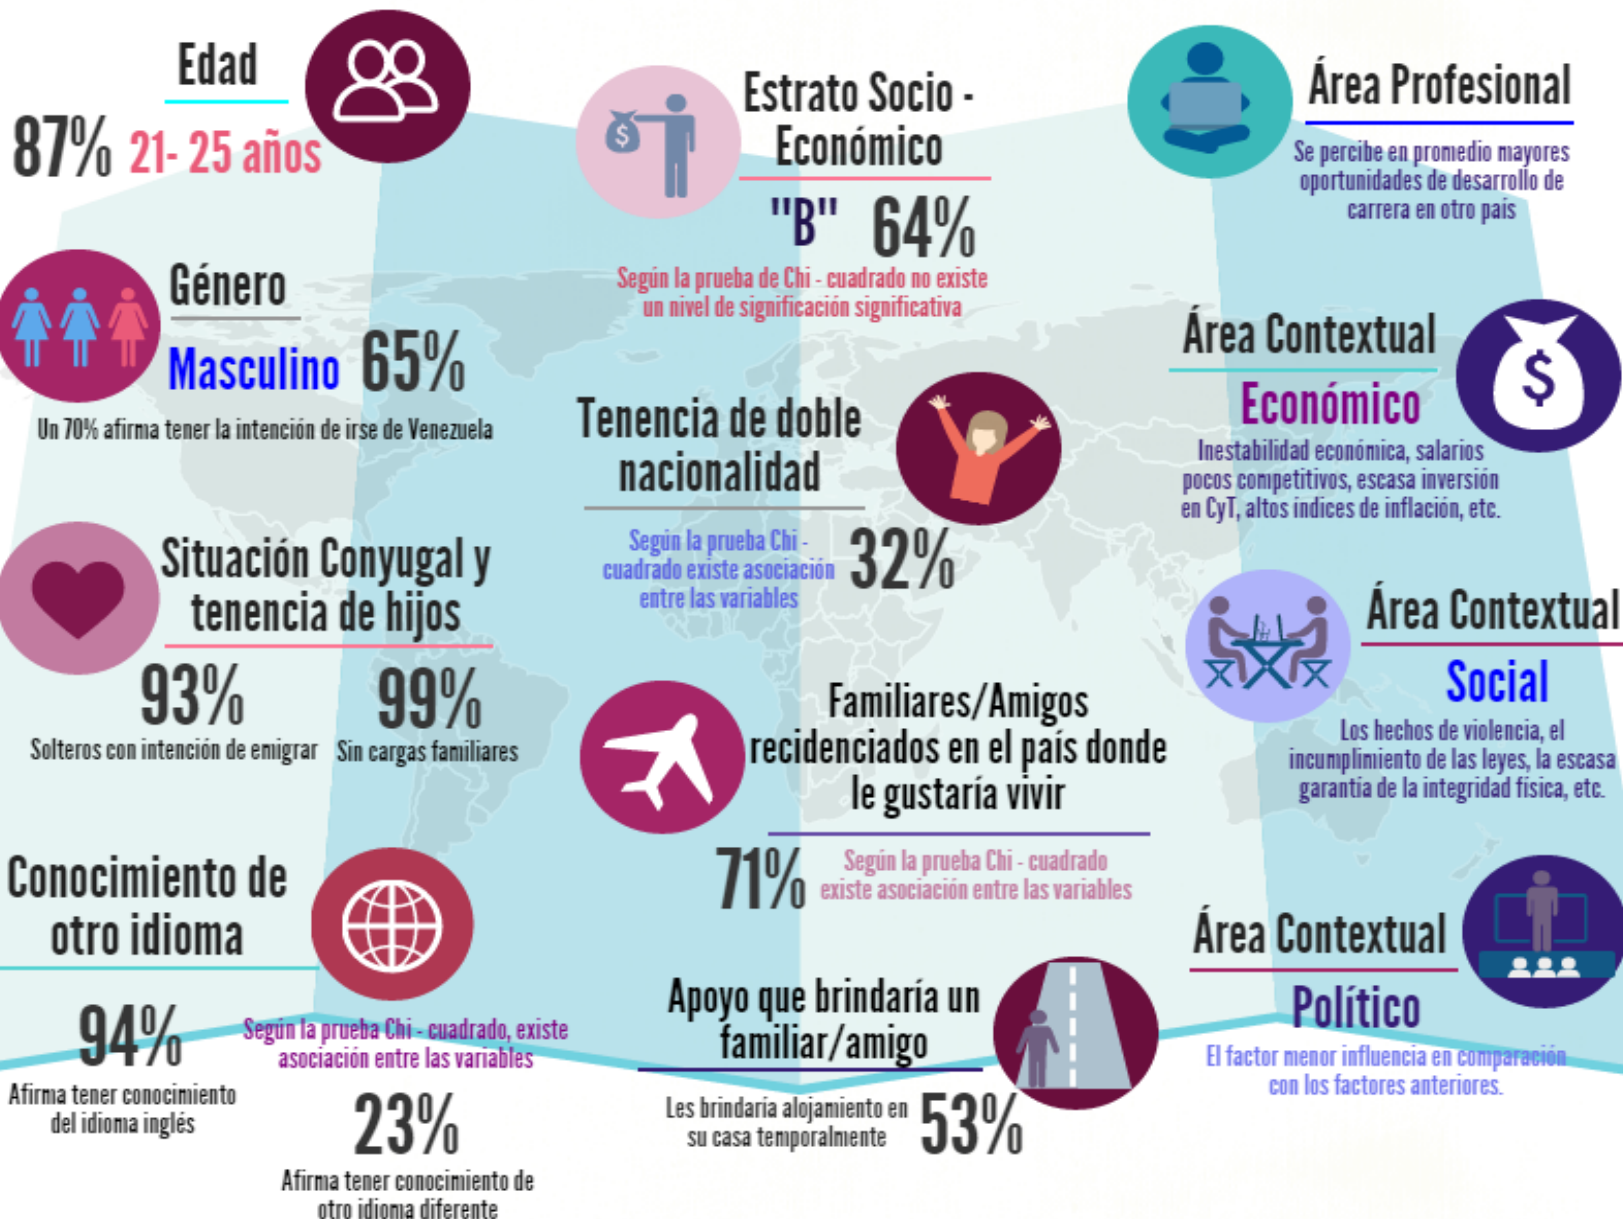 Edad
87% 21- 25 años
Género
Masculino 65%
Un 70% afirma tener la intención de irse de Venezuela
Situación Conyugal y
tenencia de hijos
93%
Solteros con intención de emigrar
99%
Sin cargas familiares
Conocimiento de
otro idioma
94%
Afirma tener conocimiento
del idioma inglés
Según la prueba Chi - cuadrado, existe
asociación entre las variables
23%
Afirma tener conocimiento de
otro idioma diferente
Estrato Socio -
Económico
"B" 64%
Según la prueba de Chi - cuadrado no existe
un nivel de significación significativa
Tenencia de doble
nacionalidad
Según la prueba Chi -
cuadrado existe asociación
entre las variables
32%
Familiares/Amigos
recidenciados en el país donde
le gustaría vivir
71%
Según la prueba Chi - cuadrado
existe asociación entre las variables
Apoyo que brindaría un
familiar/amigo
Les brindaría alojamiento en
su casa temporalmente
53%
Área Profesional
Se percibe en promedio mayores
oportunidades de desarrollo de
carrera en otro país
Área Contextual
Económico
Inestabilidad económica, salarios
pocos competitivos, escasa inversión
en CyT, altos índices de inflación, etc.
Área Contextual
Social
Los hechos de violencia, el
incumplimiento de las leyes, la escasa
garantía de la integridad física, etc.
Área Contextual
Político
El factor menor influencia en comparación
con los factores anteriores.